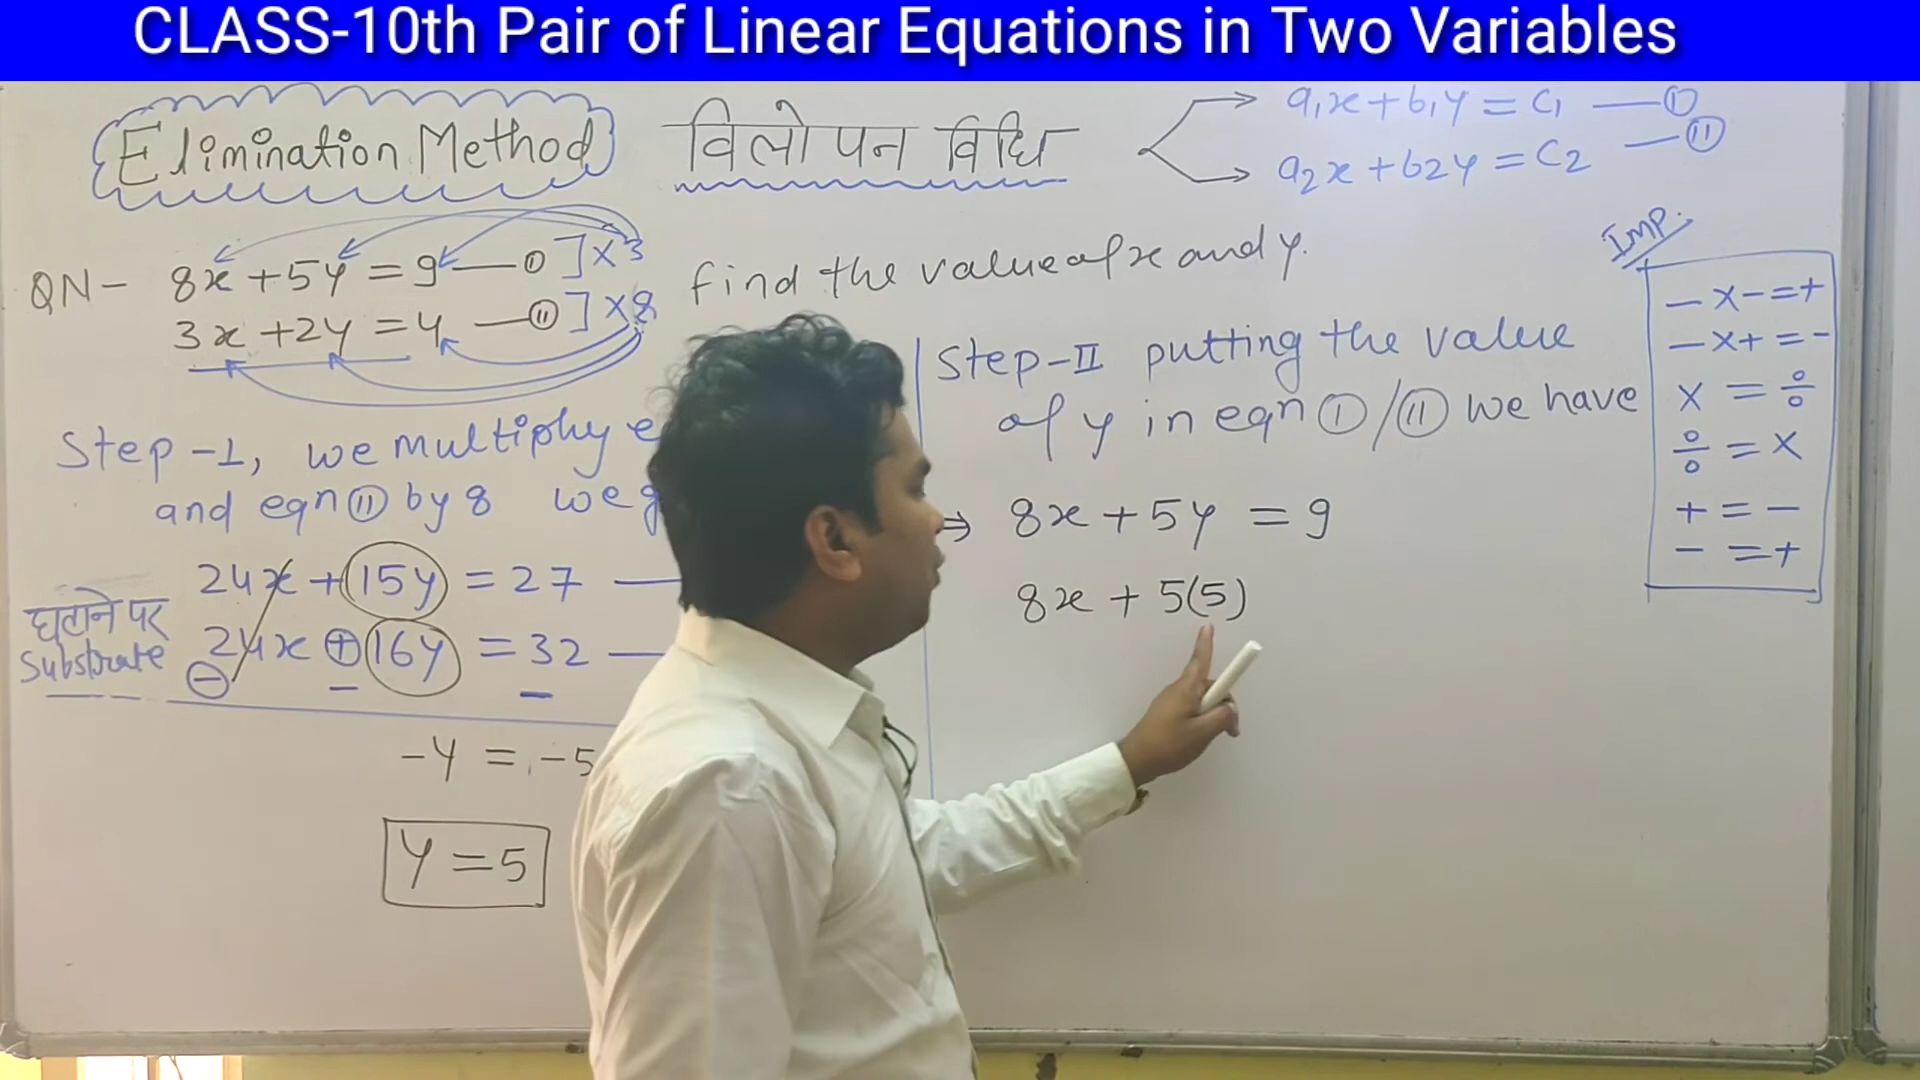 CLASS-10th Pair of Linear Equations in Two Variables
Elimination Method विलोपन विधि
a₁x + b₁y = c₁ — ①
a₂x + b₂y = c₂ — ⑪
QN - 8x + 5y = 9 — ① ] × 3 find the value of x and y.
3x + 2y = 4 — ⑪ ] × 8
Step-1, we multiply
and eqn ⑪ by 8 we
24x + 15y = 27 —
घटाने पर
Substrate
24x + 16y = 32 —
− − −
-y = -5
y = 5
Step-II putting the value
of y in eqn ① / ⑪ we have
⇒ 8x + 5y = 9
8x + 5(5)
IMP.
− × − = +
− × + = −
× = ÷
÷ = ×
+ = −
− = +